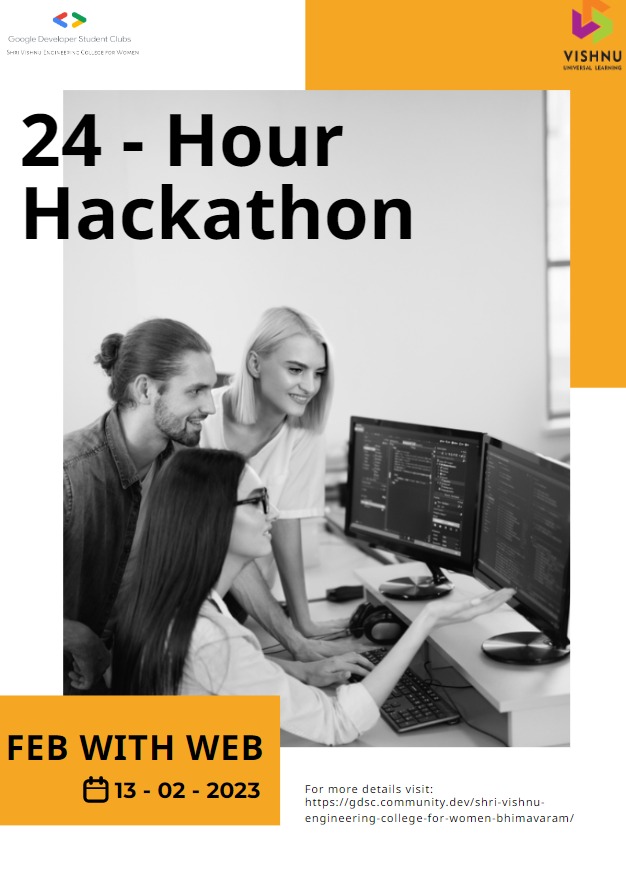 Google Developer Student Clubs
Shri Vishnu Engineering College for Women
VISHNU
UNIVERSAL LEARNING
24 - Hour
Hackathon
FEB WITH WEB
13 - 02 - 2023
For more details visit:
https://gdsc.community.dev/shri-vishnu-
engineering-college-for-women-bhimavaram/